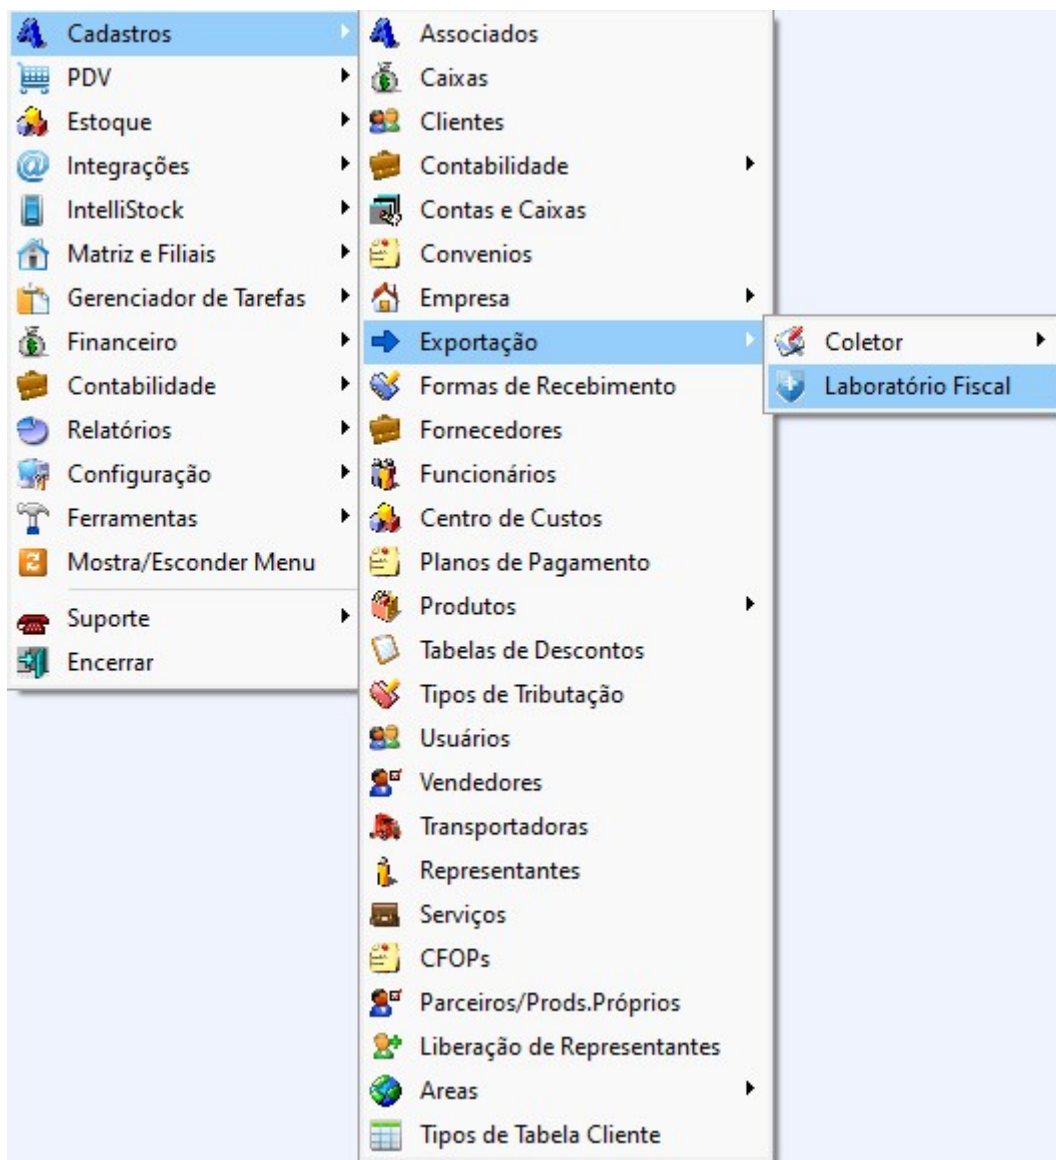 Cadastros
PDV
Estoque
Integrações
IntelliStock
Matriz e Filiais
Gerenciador de Tarefas
Financeiro
Contabilidade
Relatórios
Configuração
Ferramentas
Mostra/Esconder Menu
Suporte
Encerrar
Associados
Caixas
Clientes
Contabilidade
Contas e Caixas
Convenios
Empresa
Exportação
Formas de Recebimento
Fornecedores
Funcionários
Centro de Custos
Planos de Pagamento
Produtos
Tabelas de Descontos
Tipos de Tributação
Usuários
Vendedores
Transportadoras
Representantes
Serviços
CFOPs
Parceiros/Prods.Próprios
Liberação de Representantes
Areas
Tipos de Tabela Cliente
Coletor
Laboratório Fiscal